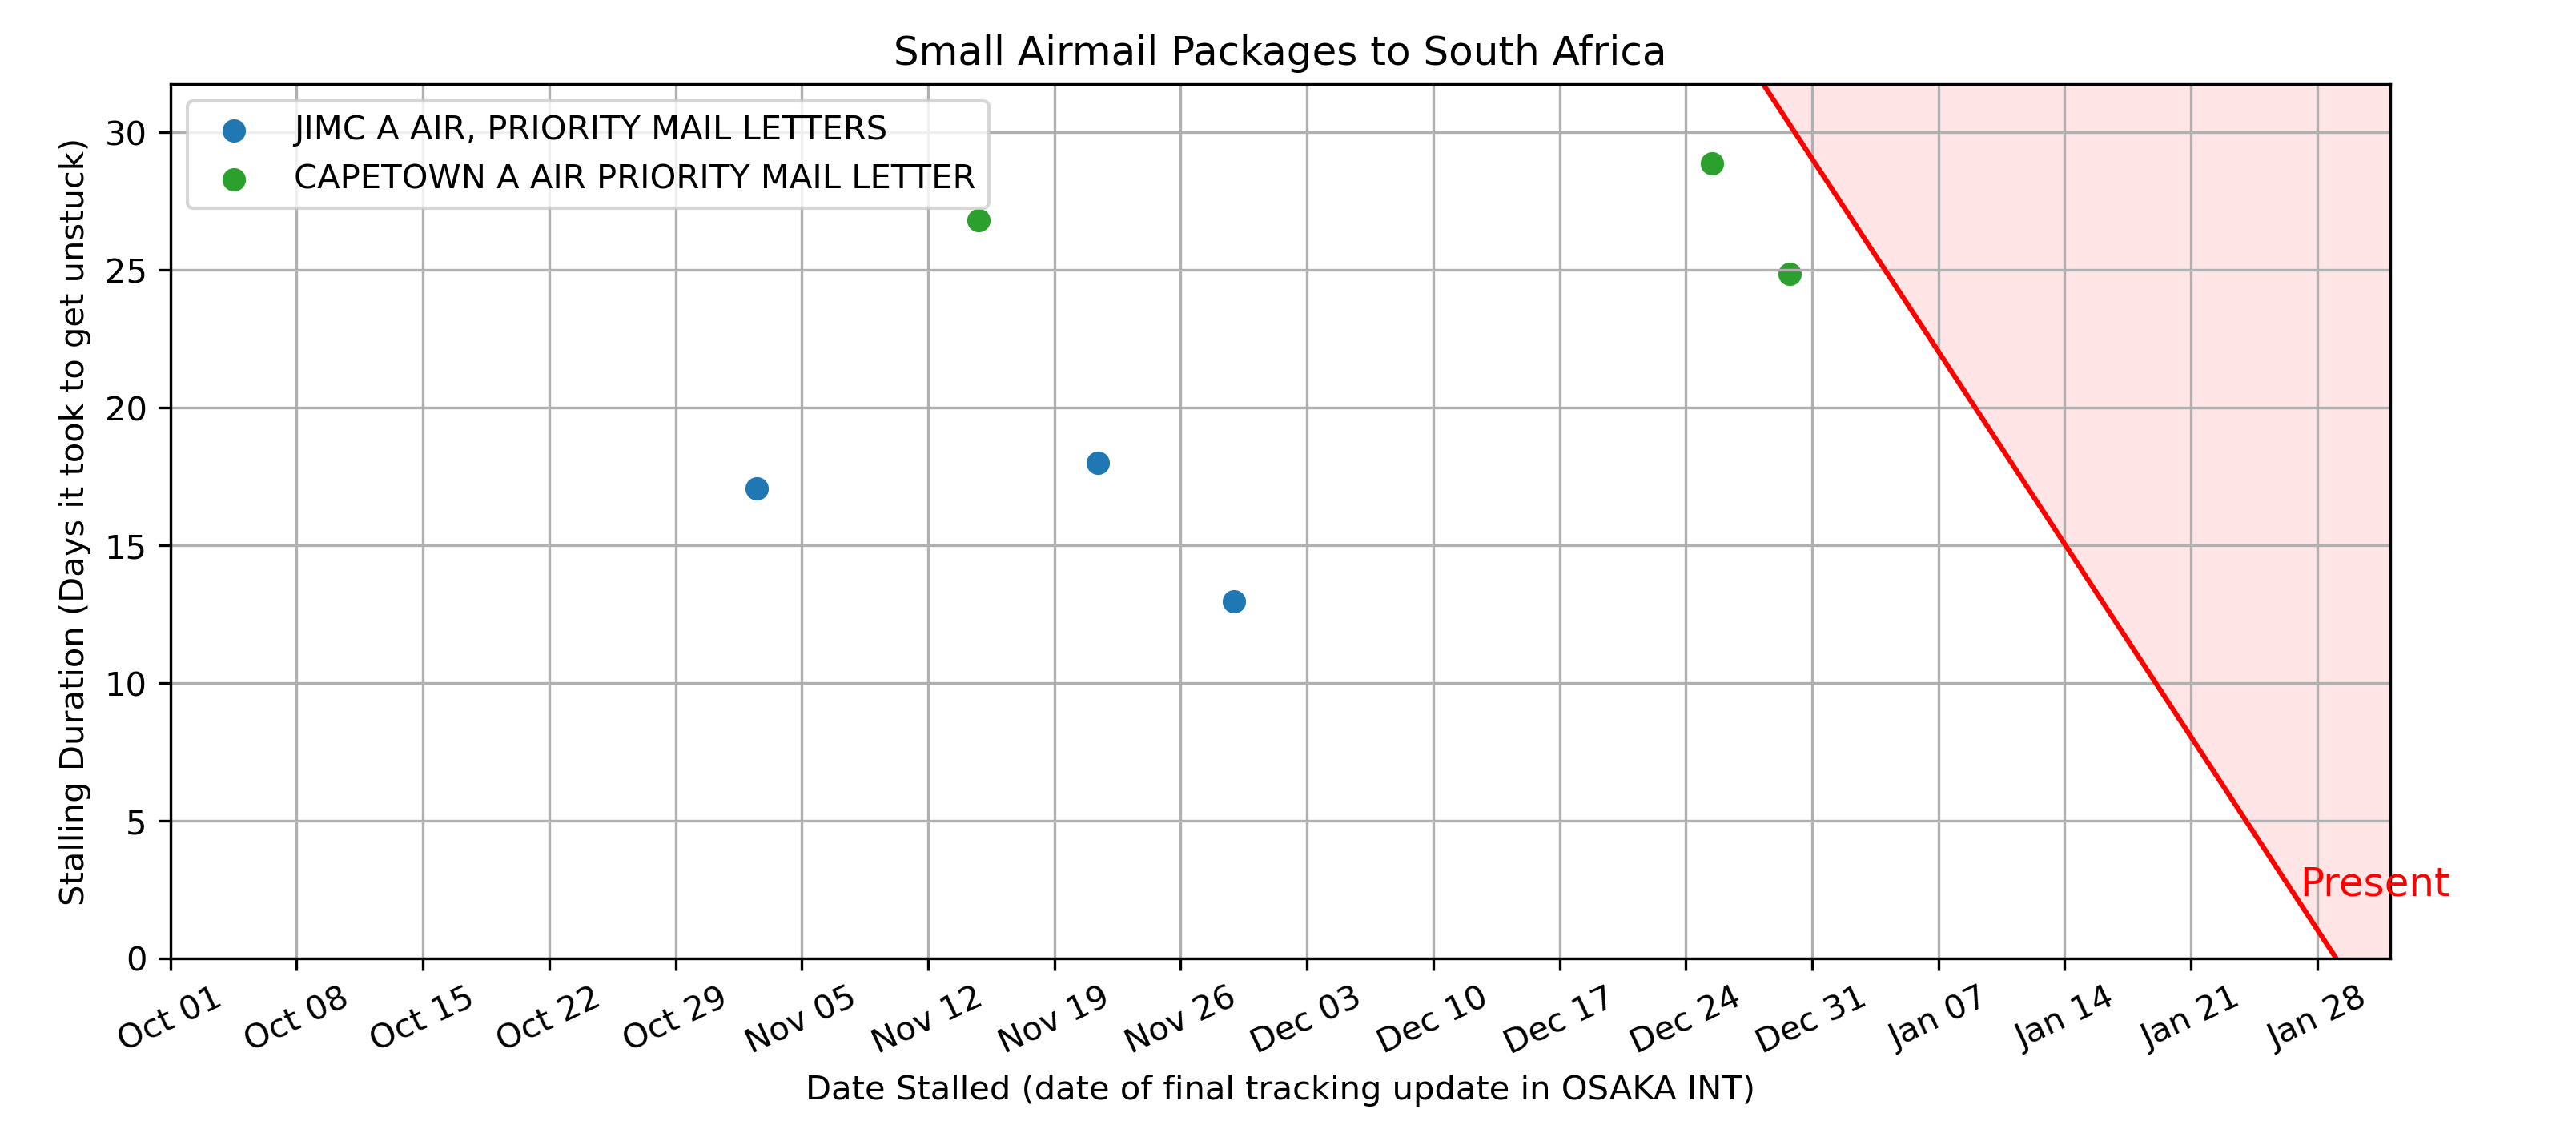 Small Airmail Packages to South Africa
JIMC A AIR, PRIORITY MAIL LETTERS
CAPETOWN A AIR PRIORITY MAIL LETTER
Stalling Duration (Days it took to get unstuck)
30
25
20
15
10
5
0
Present
Oct 01
Oct 08
Oct 15
Oct 22
Oct 29
Nov 05
Nov 12
Nov 19
Nov 26
Dec 03
Dec 10
Dec 17
Dec 24
Dec 31
Jan 07
Jan 14
Jan 21
Jan 28
Date Stalled (date of final tracking update in OSAKA INT)